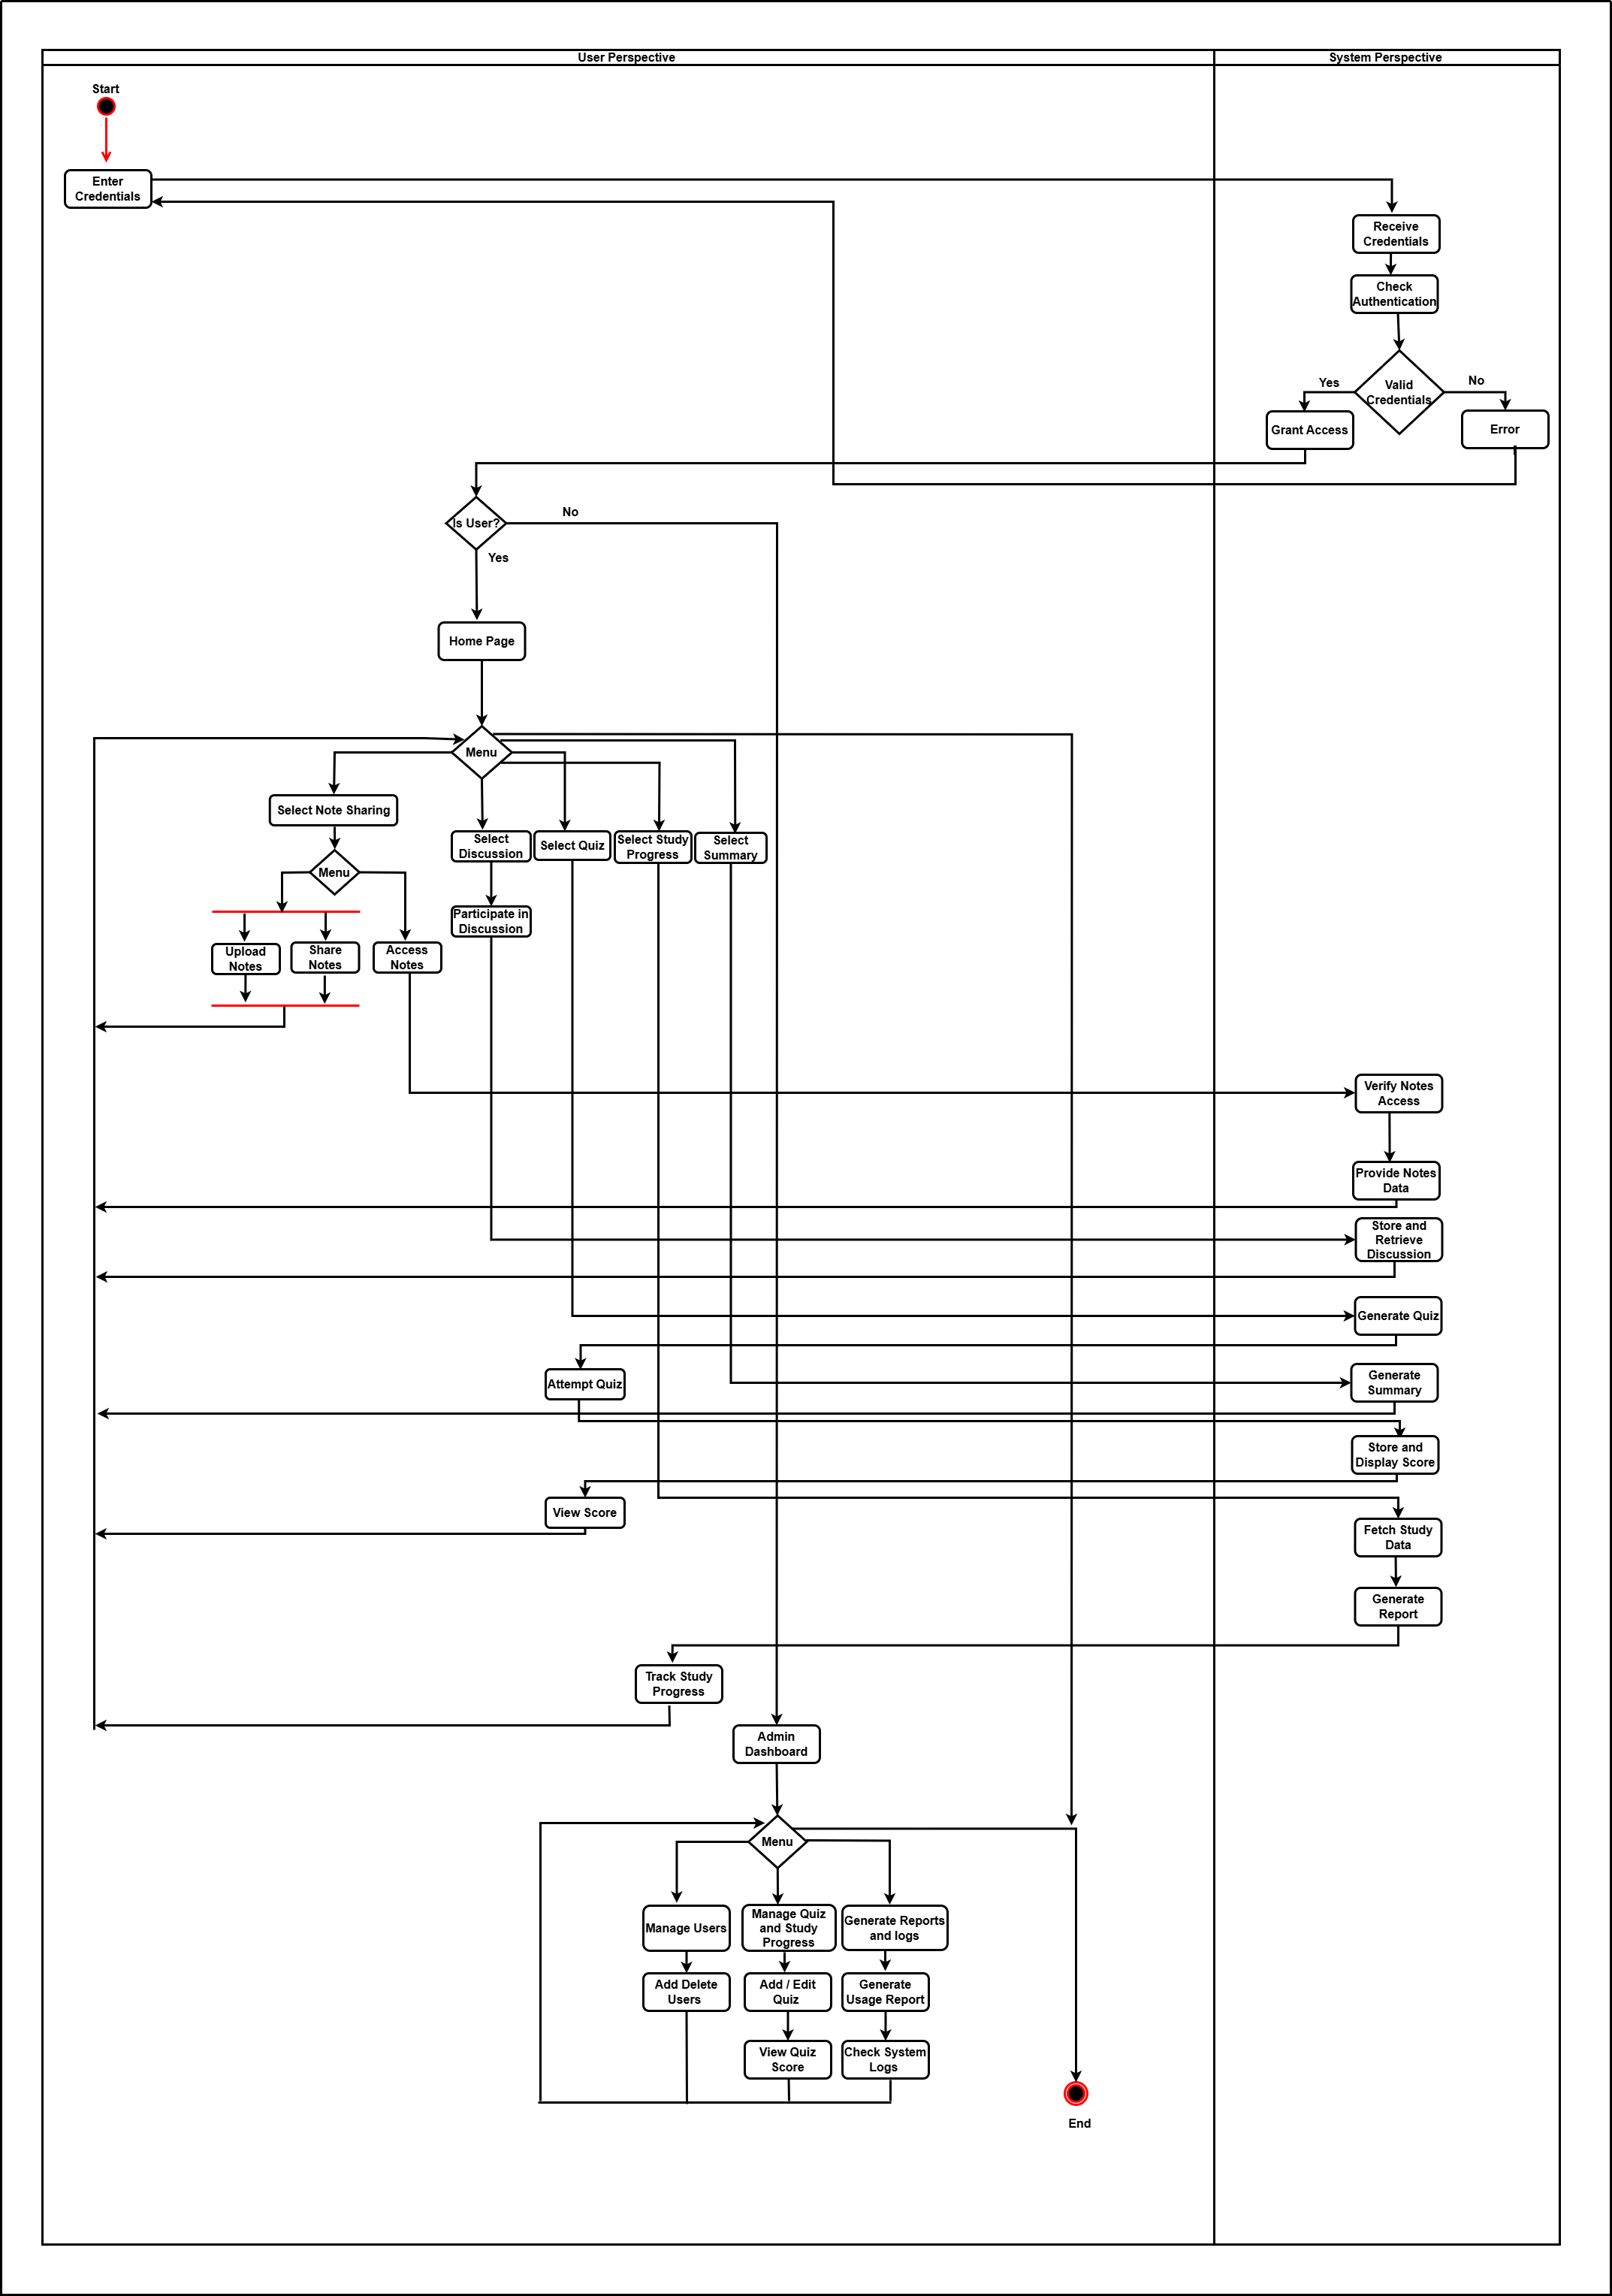 User Perspective
System Perspective
Start
Enter
Credentials
Receive
Credentials
Check
Authentication
Valid
Credentials
Yes
No
Grant Access
Error
Is User?
No
Yes
Home Page
Menu
Select Note Sharing
Menu
Select
Discussion
Select Quiz
Select Study
Progress
Select
Summary
Participate in
Discussion
Upload
Notes
Share
Notes
Access
Notes
Verify Notes
Access
Provide Notes
Data
Store and
Retrieve
Discussion
Generate Quiz
Attempt Quiz
Generate
Summary
Store and
Display Score
View Score
Fetch Study
Data
Generate
Report
Track Study
Progress
Admin
Dashboard
Menu
Manage Users
Manage Quiz
and Study
Progress
Generate Reports
and logs
Add Delete
Users
Add / Edit
Quiz
Generate
Usage Report
View Quiz
Score
Check System
Logs
End